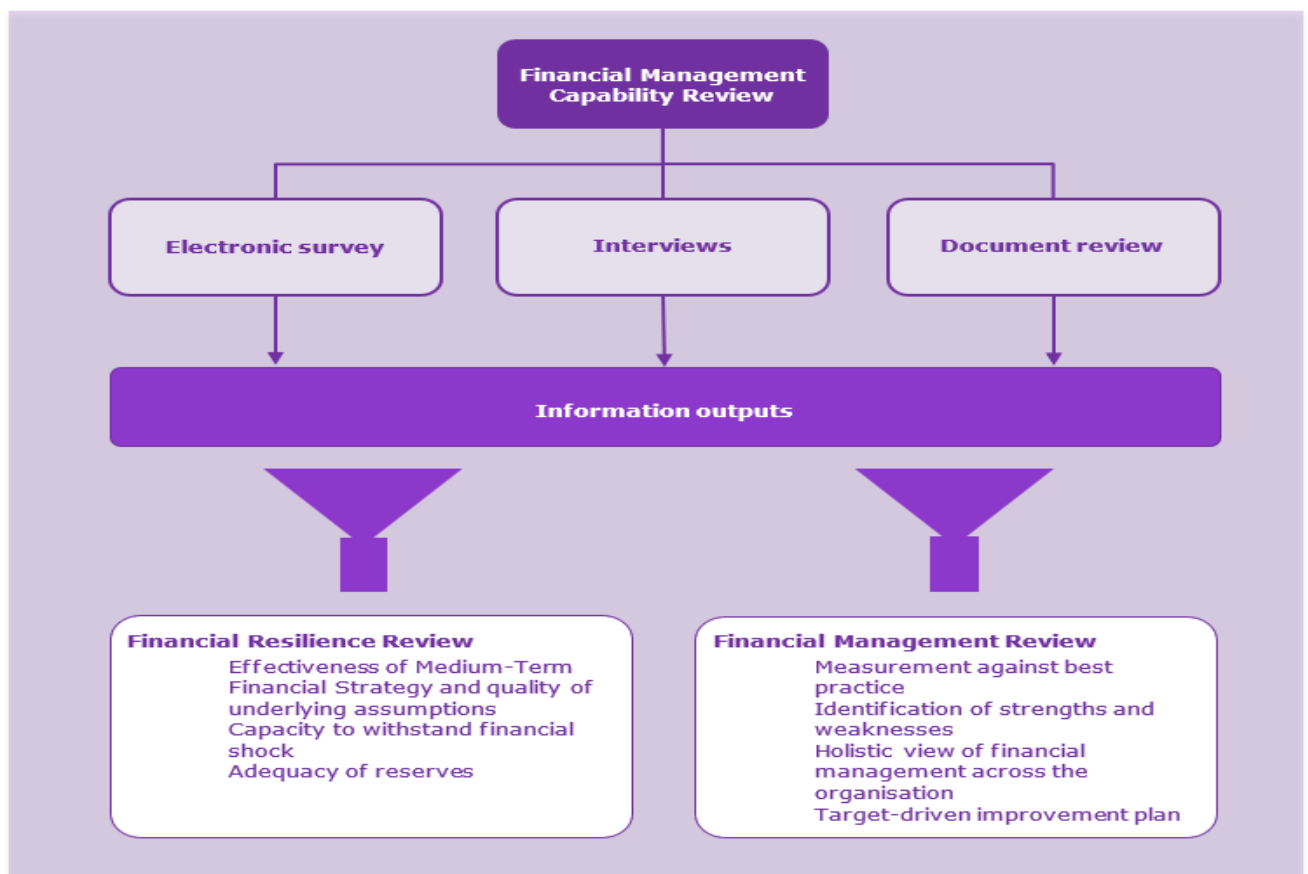 Financial Management
Capability Review
Electronic survey
Interviews
Document review
Information outputs
Financial Resilience Review
Effectiveness of Medium-Term
Financial Strategy and quality of
underlying assumptions
Capacity to withstand financial
shock
Adequacy of reserves
Financial Management Review
Measurement against best
practice
Identification of strengths and
weaknesses
Holistic view of financial
management across the
organisation
Target-driven improvement plan